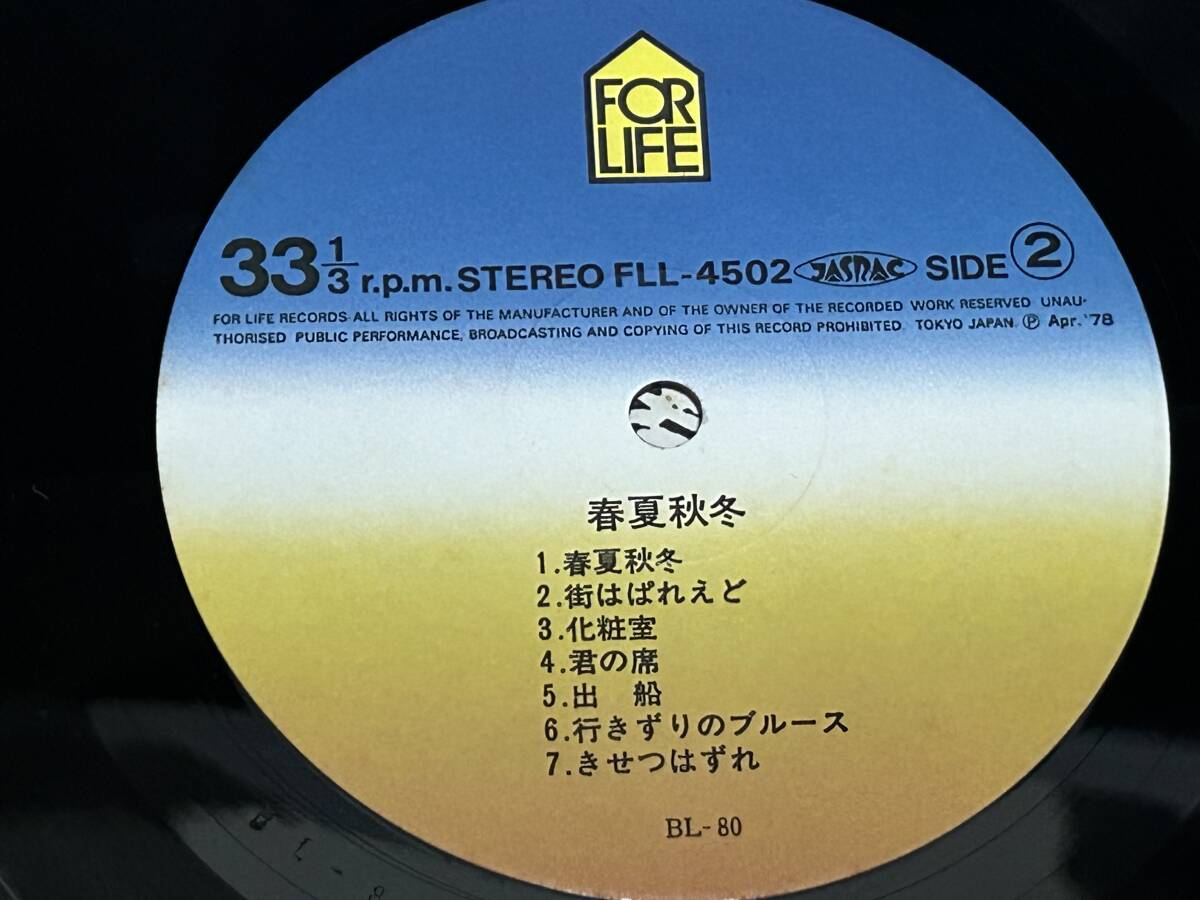 FOR
LIFE
33 1/3 r.p.m. STEREO FLL-4502 JASRAC SIDE 2
FOR LIFE RECORDS ALL RIGHTS OF THE MANUFACTURER AND OF THE OWNER OF THE RECORDED WORK RESERVED UNAU-
THORISED PUBLIC PERFORMANCE, BROADCASTING AND COPYING OF THIS RECORD PROHIBITED. TOKYO JAPAN Ⓟ Apr. '78
春夏秋冬
1.春夏秋冬
2.街はぱれえど
3.化粧室
4.君の席
5.出 船
6.行きずりのブルース
7.きせつはずれ
BL-80